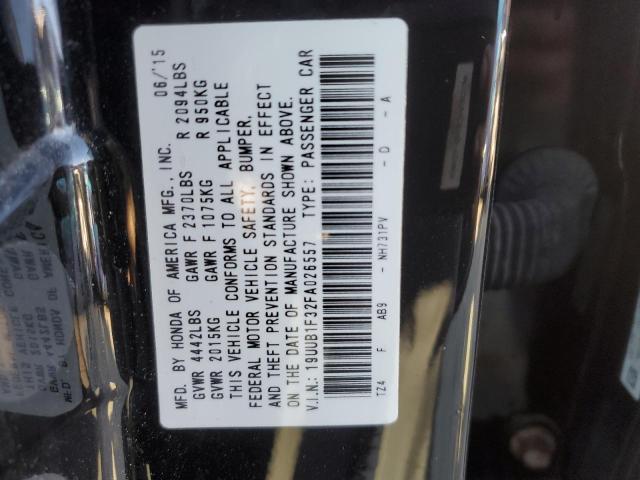 MFD. BY HONDA OF AMERICA MFG., INC. 06/'15
GVWR 4442LBS GAWR F 2370LBS R 2094LBS
GVWR 2015KG GAWR F 1075KG R 950KG
THIS VEHICLE CONFORMS TO ALL APPLICABLE
FEDERAL MOTOR VEHICLE SAFETY, BUMPER,
AND THEFT PREVENTION STANDARDS IN EFFECT
ON THE DATE OF MANUFACTURE SHOWN ABOVE.
V.I.N.: 19UUB1F32FA026557 TYPE: PASSENGER CAR
TZ4 F AB9 - NH731PV - D - A